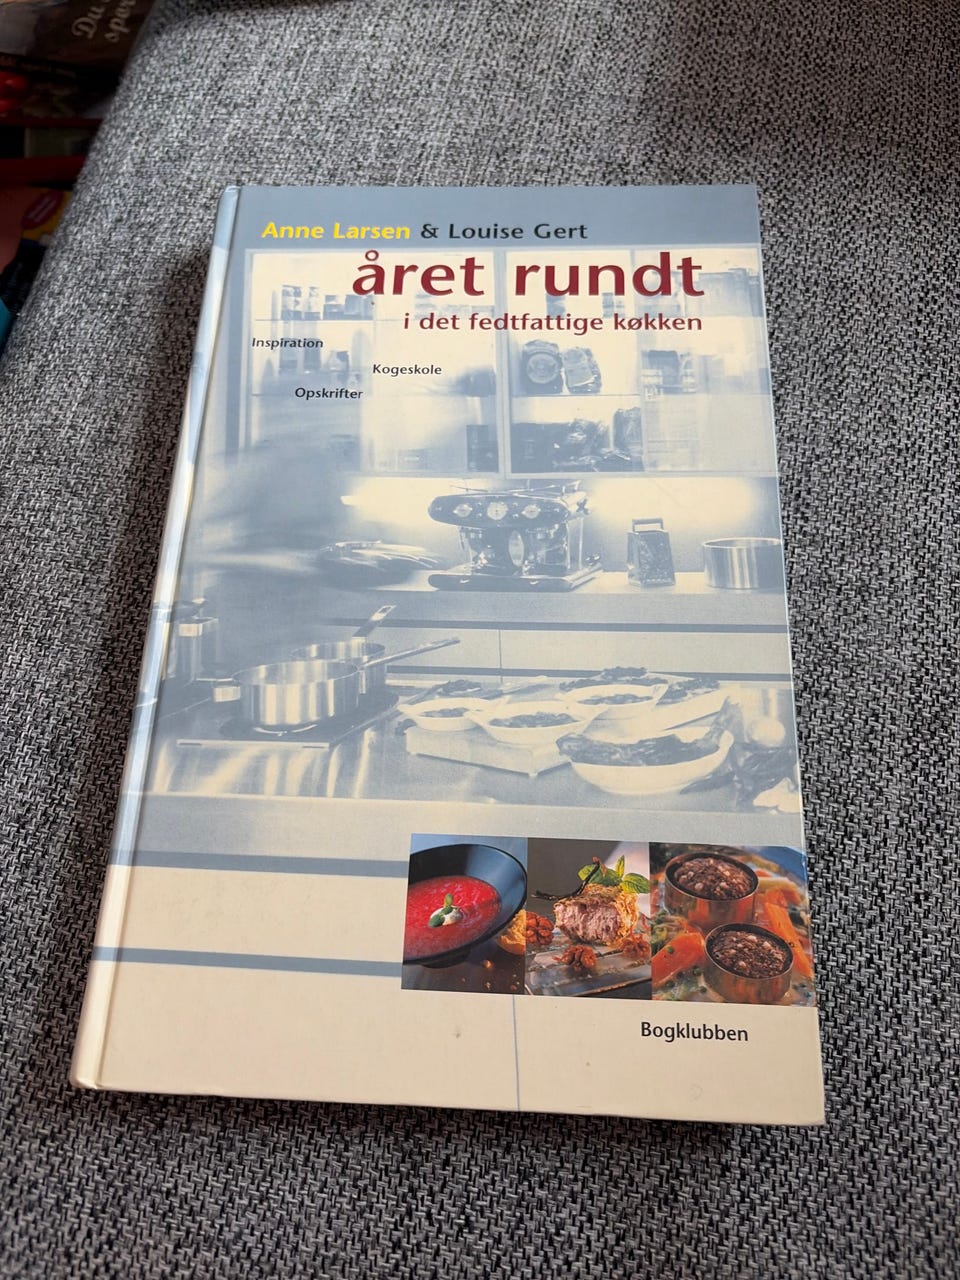 Anne Larsen & Louise Gert
året rundt
i det fedtfattige køkken
Inspiration
Kogeskole
Opskrifter
Bogklubben